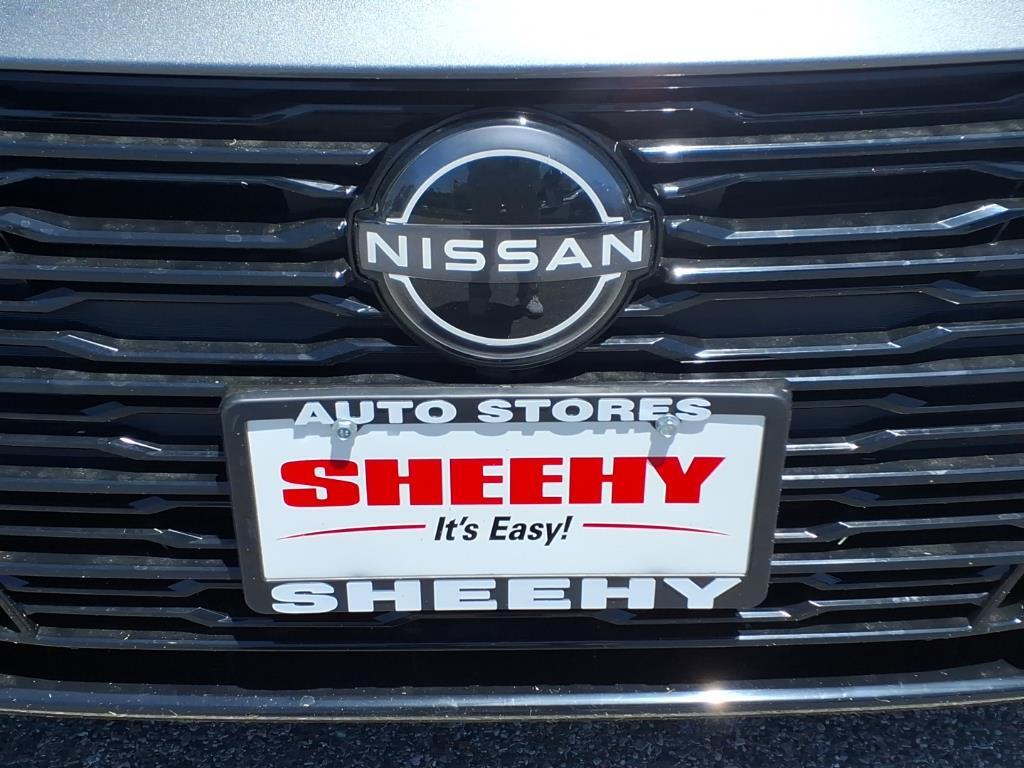 NISSAN
AUTO STORES
SHEEHY
It's Easy!
SHEEHY